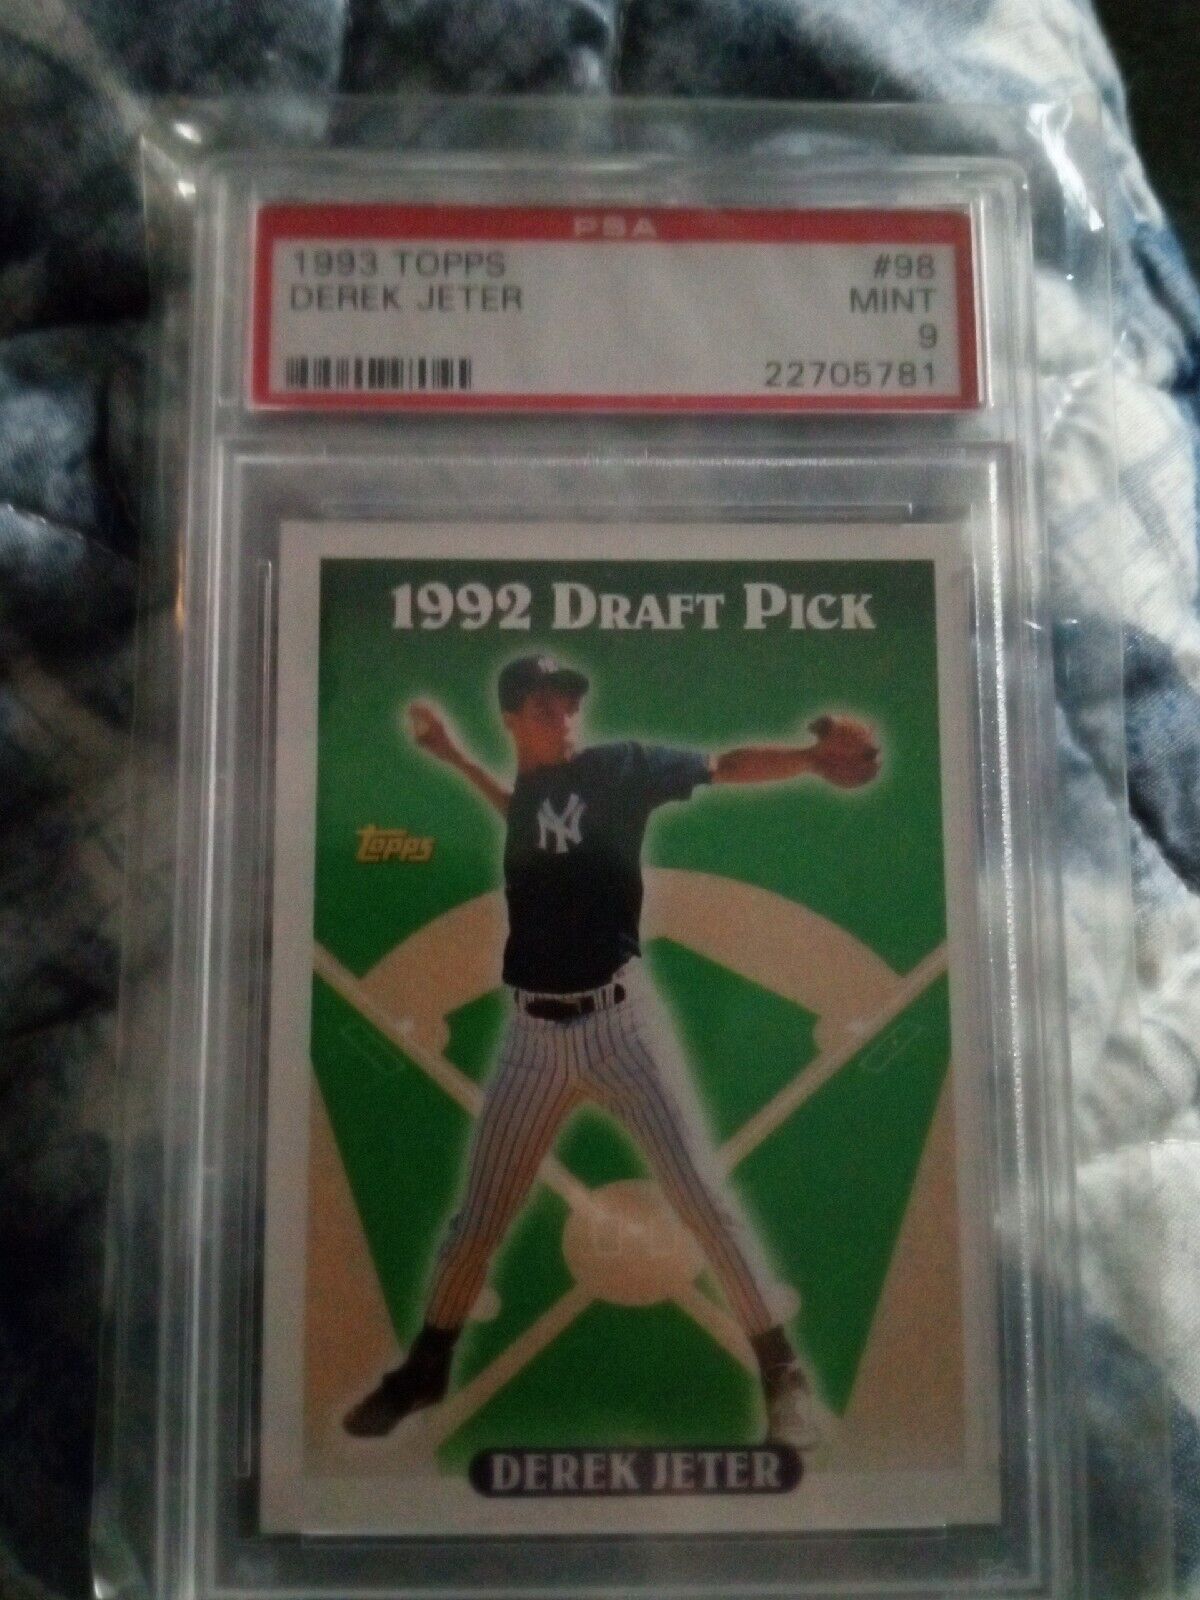 PSA
1993 TOPPS #98
DEREK JETER MINT
9
22705781
1992 DRAFT PICK
NY
topps
DEREK JETER